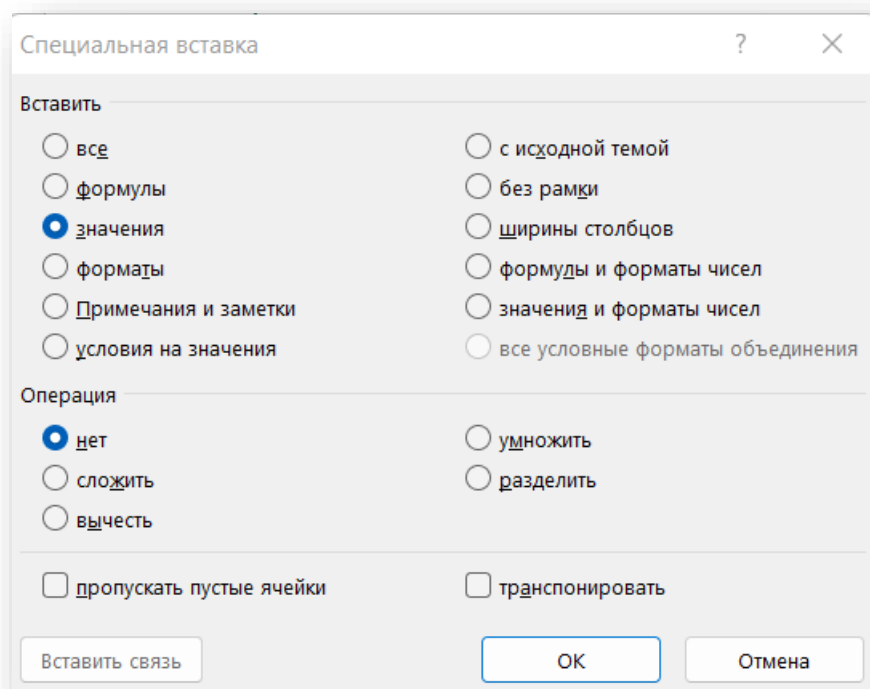 Специальная вставка ?
Вставить
все
с исходной темой
формулы
без рамки
значения
ширины столбцов
форматы
формулы и форматы чисел
Примечания и заметки
значения и форматы чисел
условия на значения
все условные форматы объединения
Операция
нет
умножить
сложить
разделить
вычесть
пропускать пустые ячейки
транспонировать
Вставить связь
ОК
Отмена